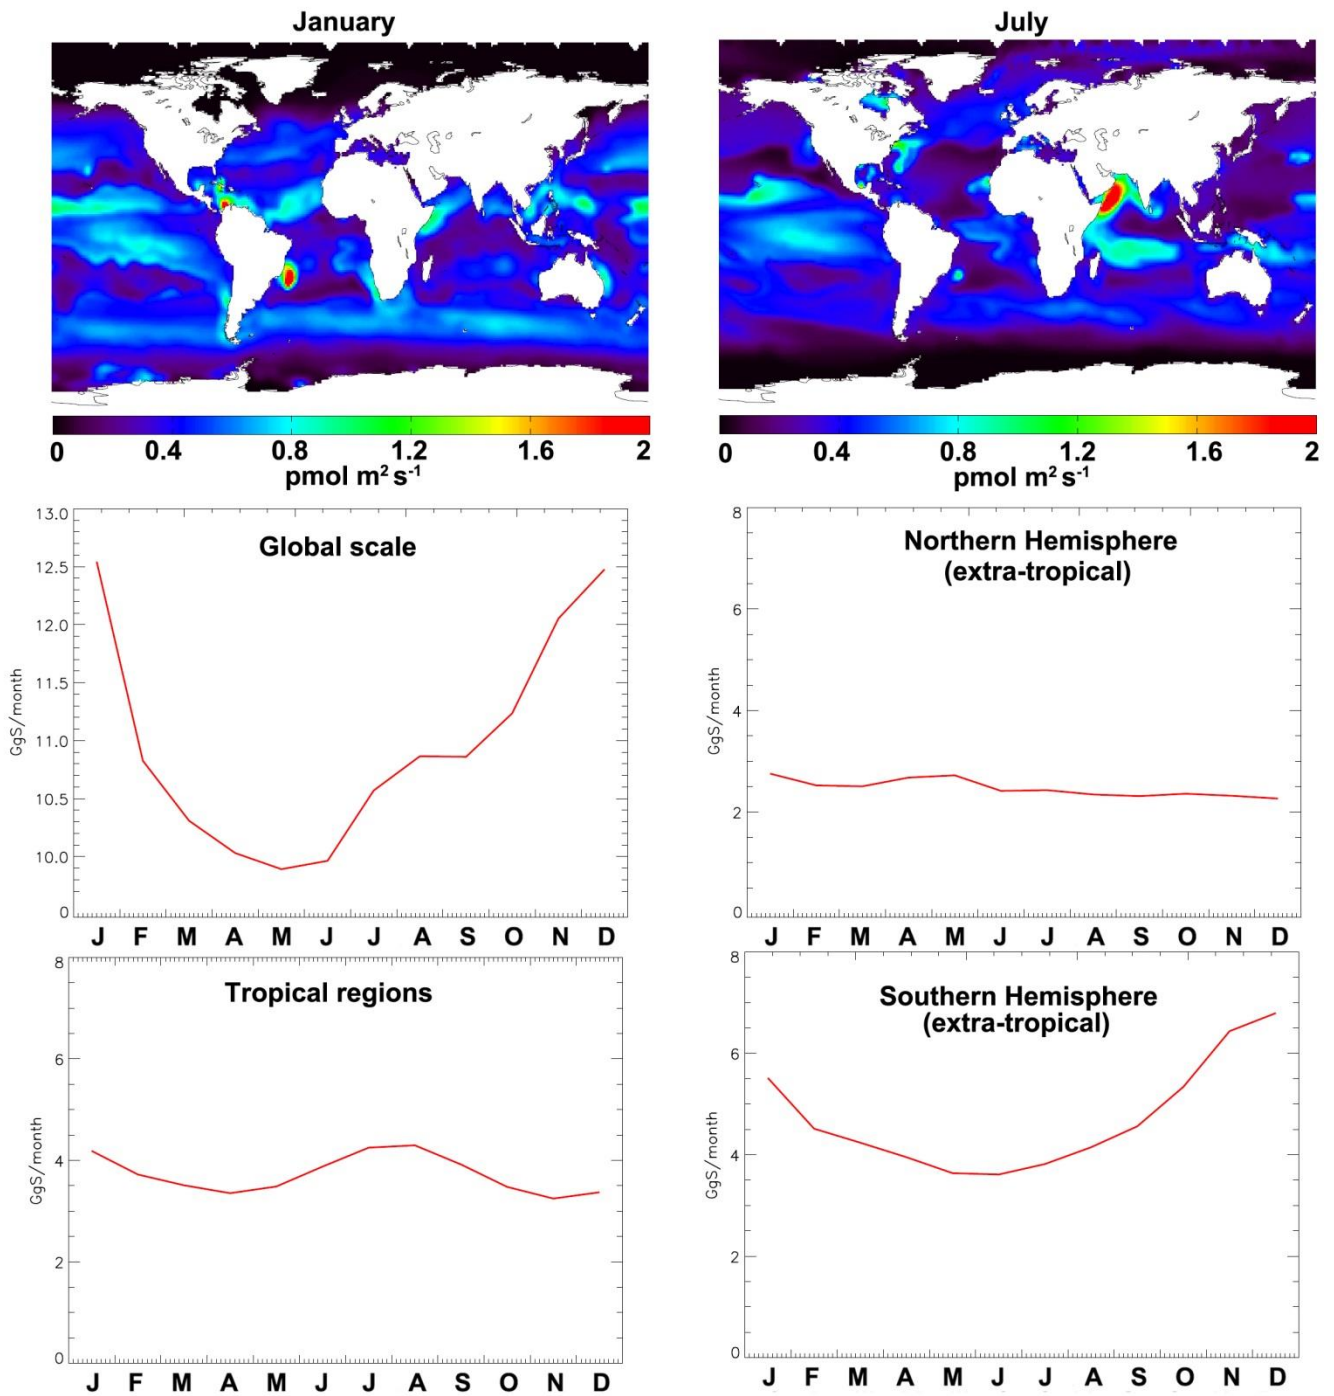 January
July
0 0.4 0.8 1.2 1.6 2
pmol m² s⁻¹
0 0.4 0.8 1.2 1.6 2
pmol m² s⁻¹
Global scale
13.0
12.5
12.0
11.5
11.0
10.5
10.0
0
GgS/month
J F M A M J J A S O N D
Northern Hemisphere
(extra-tropical)
8
6
4
2
0
GgS/month
J F M A M J J A S O N D
Tropical regions
8
6
4
2
0
GgS/month
J F M A M J J A S O N D
Southern Hemisphere
(extra-tropical)
8
6
4
2
0
GgS/month
J F M A M J J A S O N D